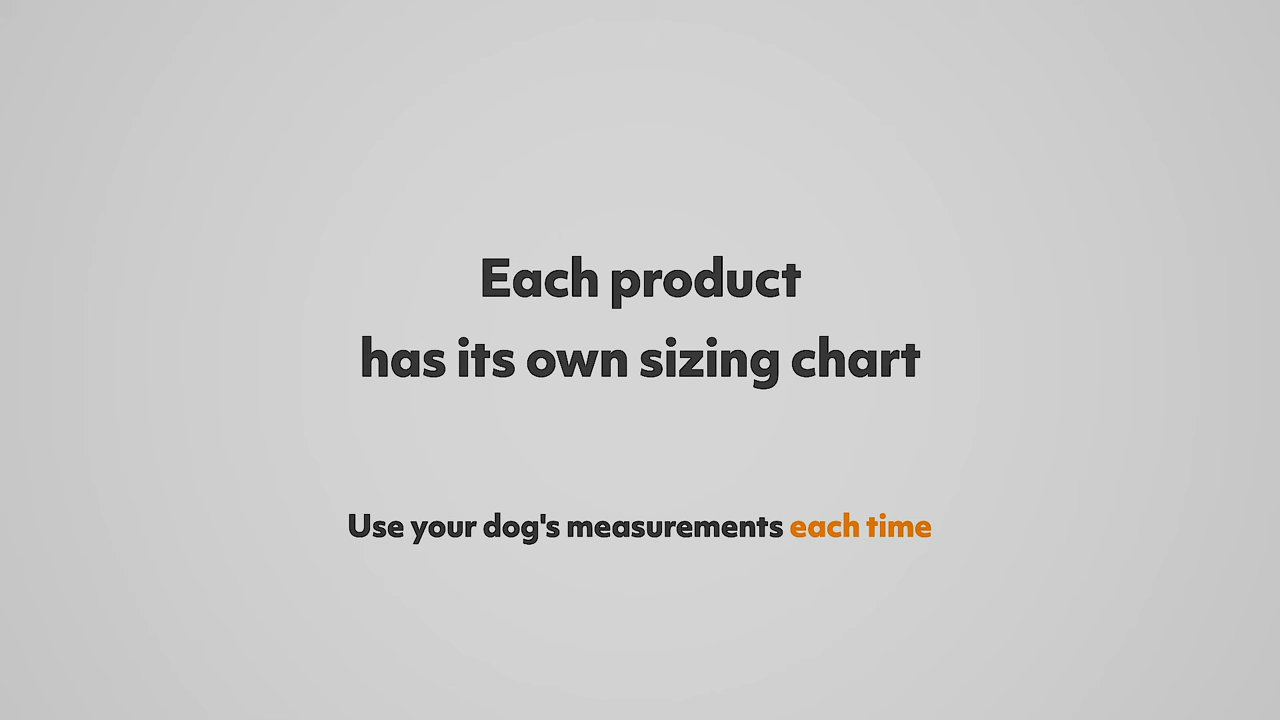 Each product
has its own sizing chart
Use your dog's measurements each time